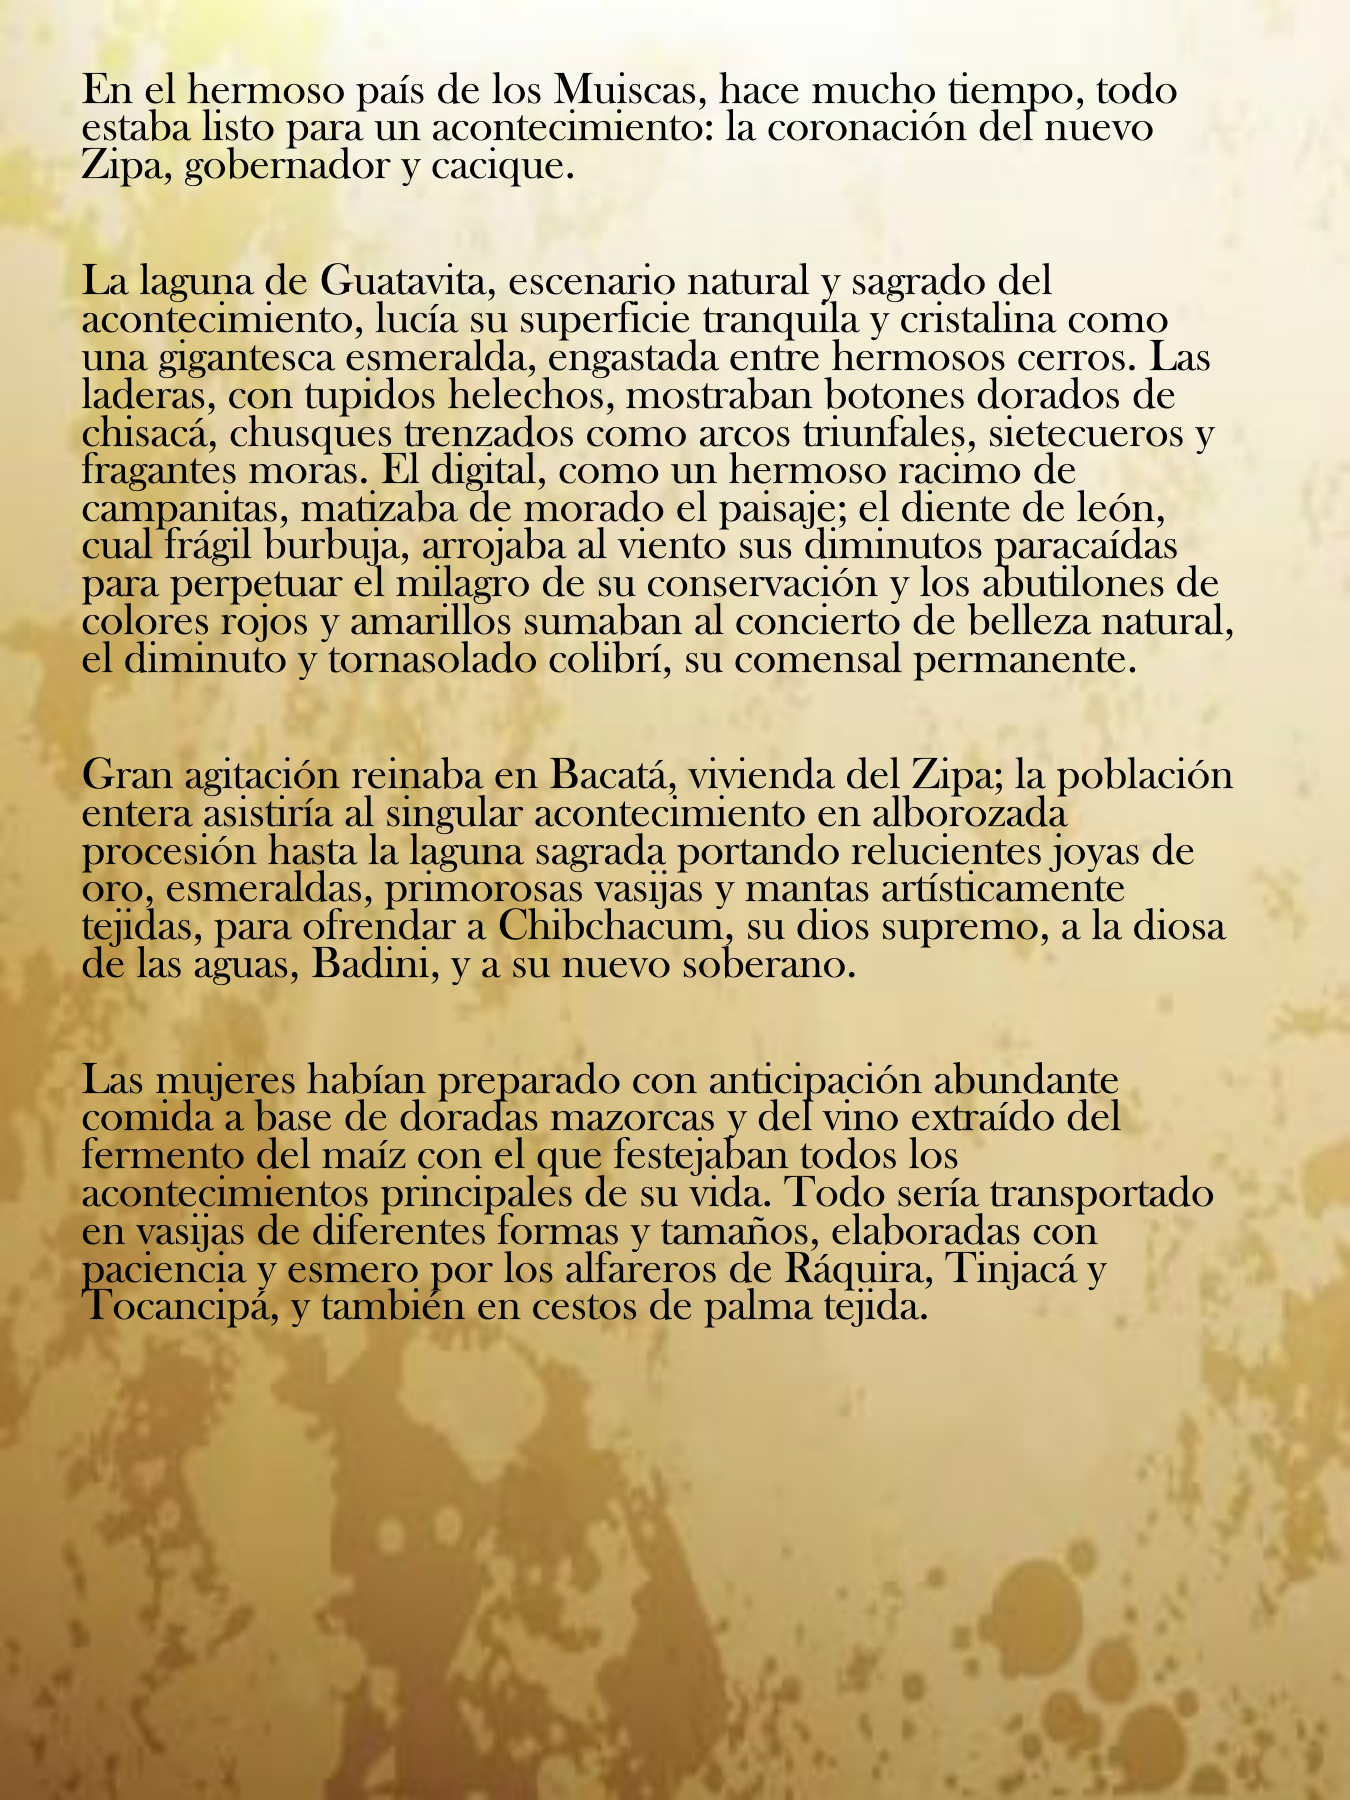 En el hermoso país de los Muiscas, hace mucho tiempo, todo
estaba listo para un acontecimiento: la coronación del nuevo
Zipa, gobernador y cacique.
La laguna de Guatavita, escenario natural y sagrado del
acontecimiento, lucía su superficie tranquila y cristalina como
una gigantesca esmeralda, engastada entre hermosos cerros. Las
laderas, con tupidos helechos, mostraban botones dorados de
chisacá, chusques trenzados como arcos triunfales, sietecueros y
fragantes moras. El digital, como un hermoso racimo de
campanitas, matizaba de morado el paisaje; el diente de león,
cual frágil burbuja, arrojaba al viento sus diminutos paracaídas
para perpetuar el milagro de su conservación y los abutilones de
colores rojos y amarillos sumaban al concierto de belleza natural,
el diminuto y tornasolado colibrí, su comensal permanente.
Gran agitación reinaba en Bacatá, vivienda del Zipa; la población
entera asistiría al singular acontecimiento en alborozada
procesión hasta la laguna sagrada portando relucientes joyas de
oro, esmeraldas, primorosas vasijas y mantas artísticamente
tejidas, para ofrendar a Chibchacum, su dios supremo, a la diosa
de las aguas, Badini, y a su nuevo soberano.
Las mujeres habían preparado con anticipación abundante
comida a base de doradas mazorcas y del vino extraído del
fermento del maíz con el que festejaban todos los
acontecimientos principales de su vida. Todo sería transportado
en vasijas de diferentes formas y tamaños, elaboradas con
paciencia y esmero por los alfareros de Ráquira, Tinjacá y
Tocancipá, y también en cestos de palma tejida.